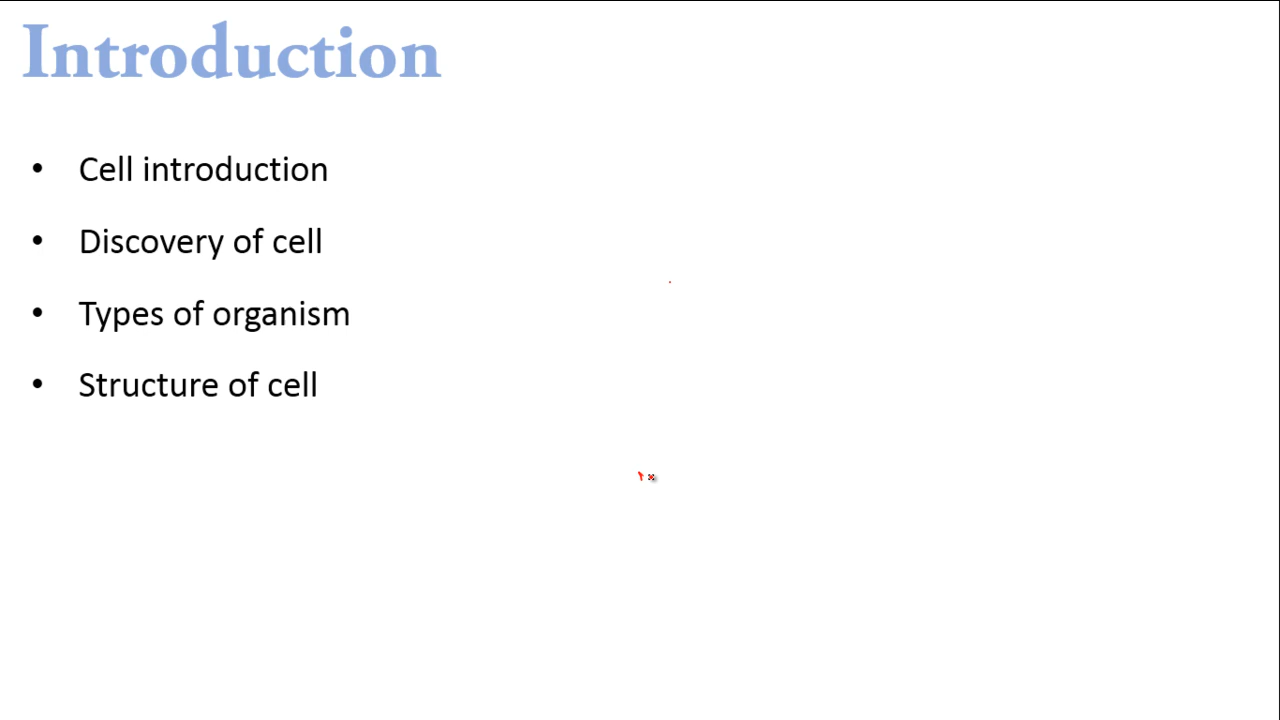 Introduction
• Cell introduction
• Discovery of cell
• Types of organism
• Structure of cell